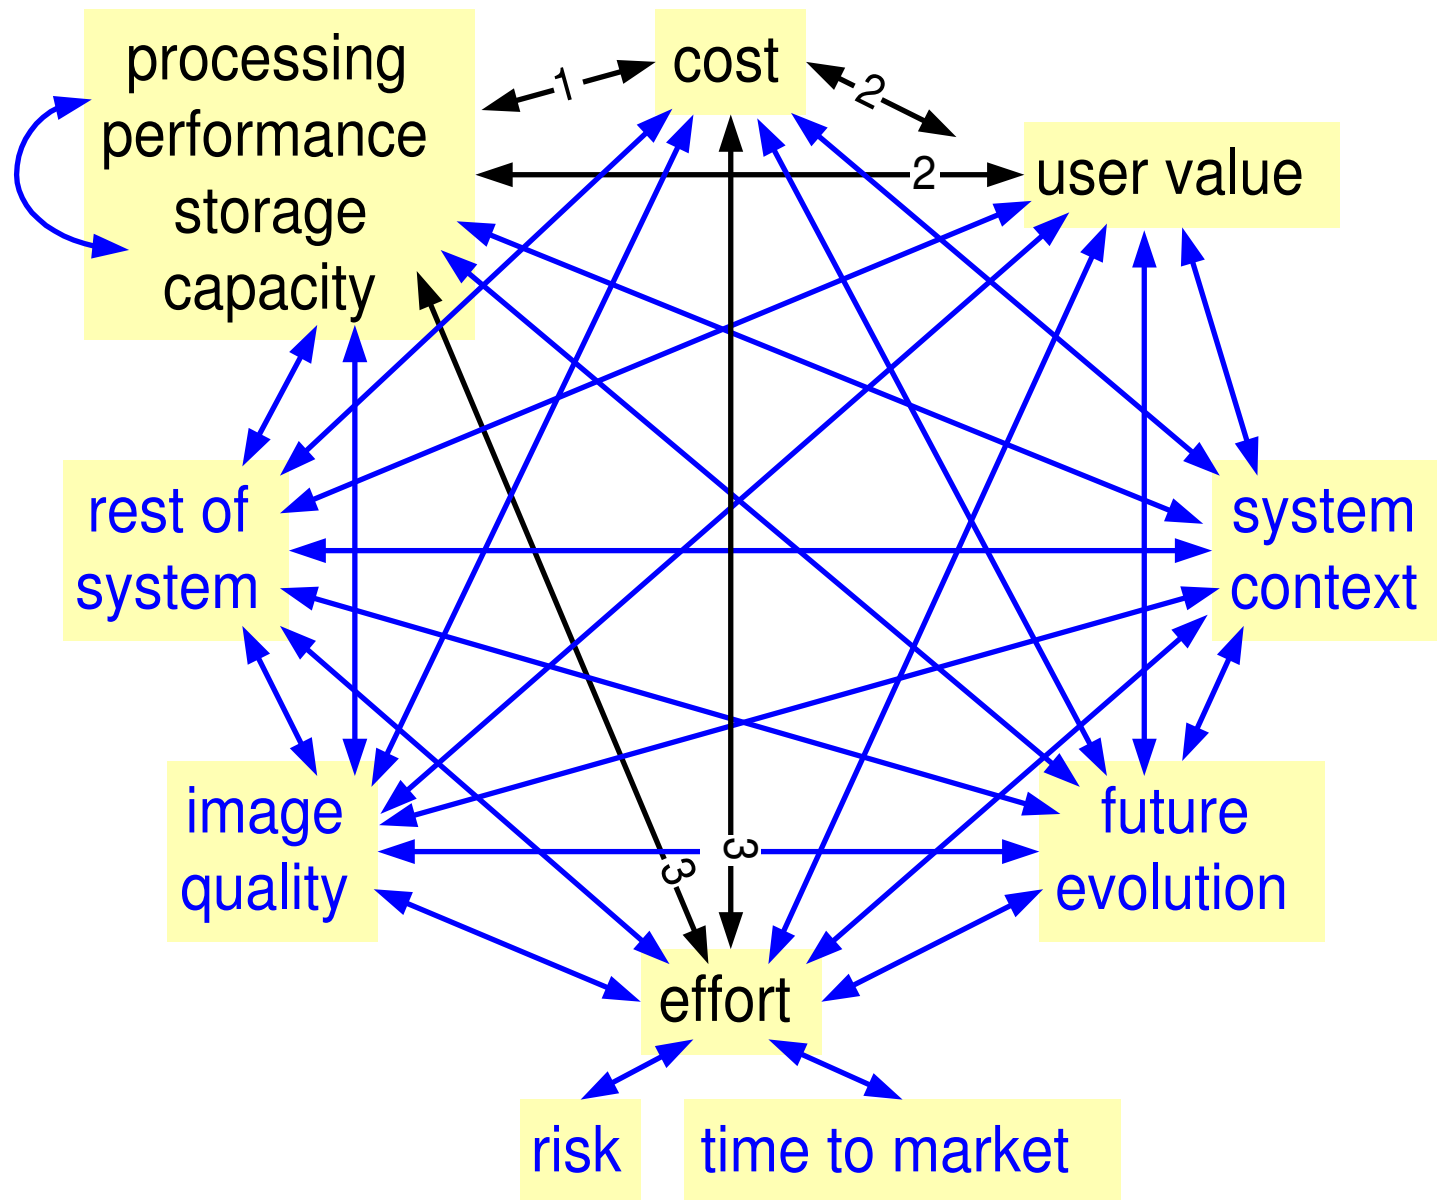 processing
performance
storage
capacity
1
cost
2
2
user value
rest of
system
system
context
image
quality
3
3
future
evolution
effort
risk
time to market